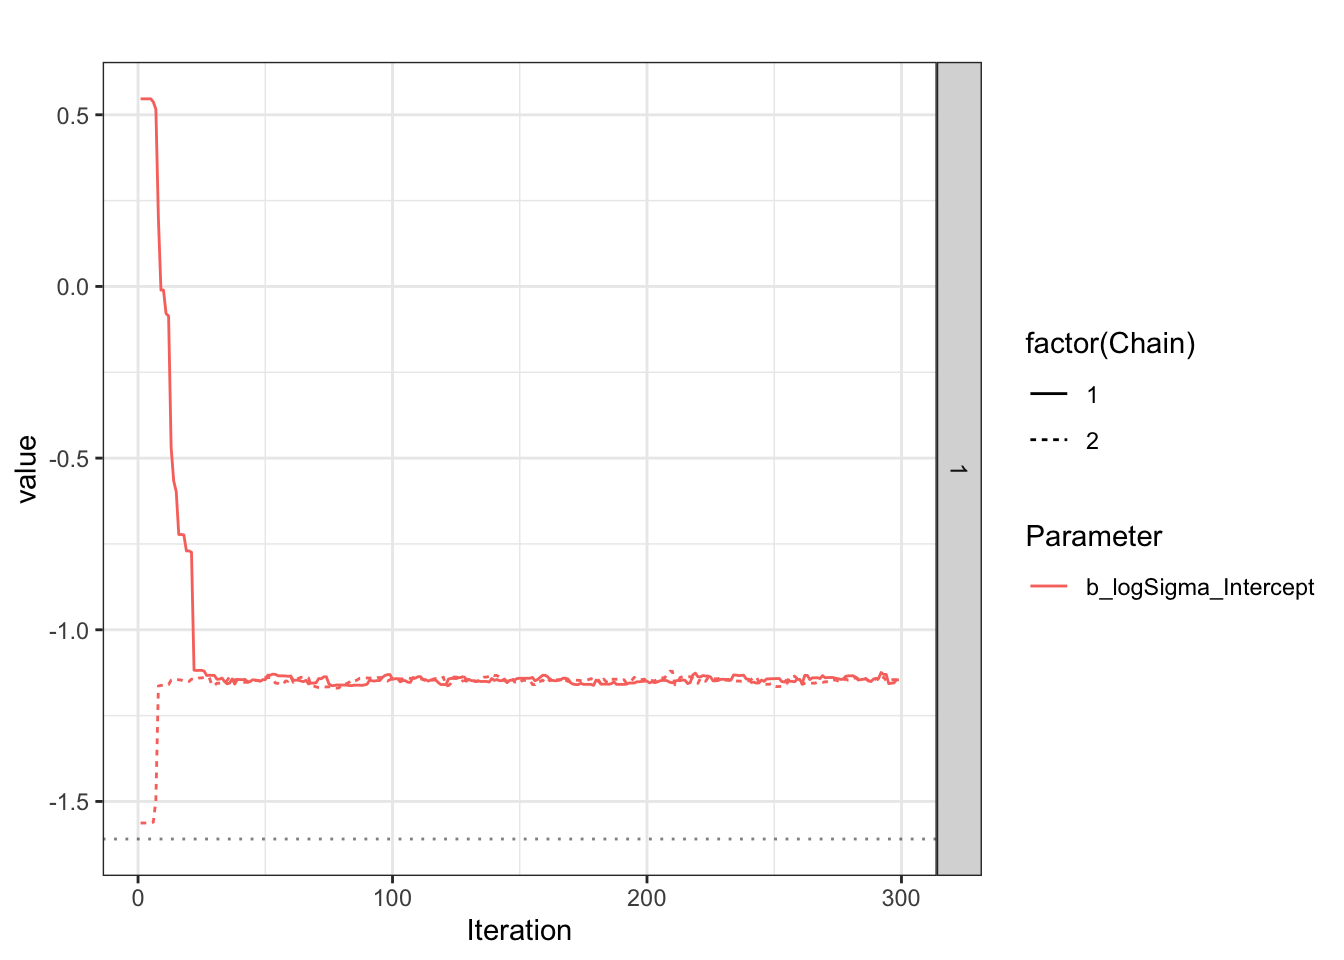 0.5
0.0
-0.5
-1.0
-1.5
value
0
100
200
300
Iteration
1
factor(Chain)
1
2
Parameter
b_logSigma_Intercept